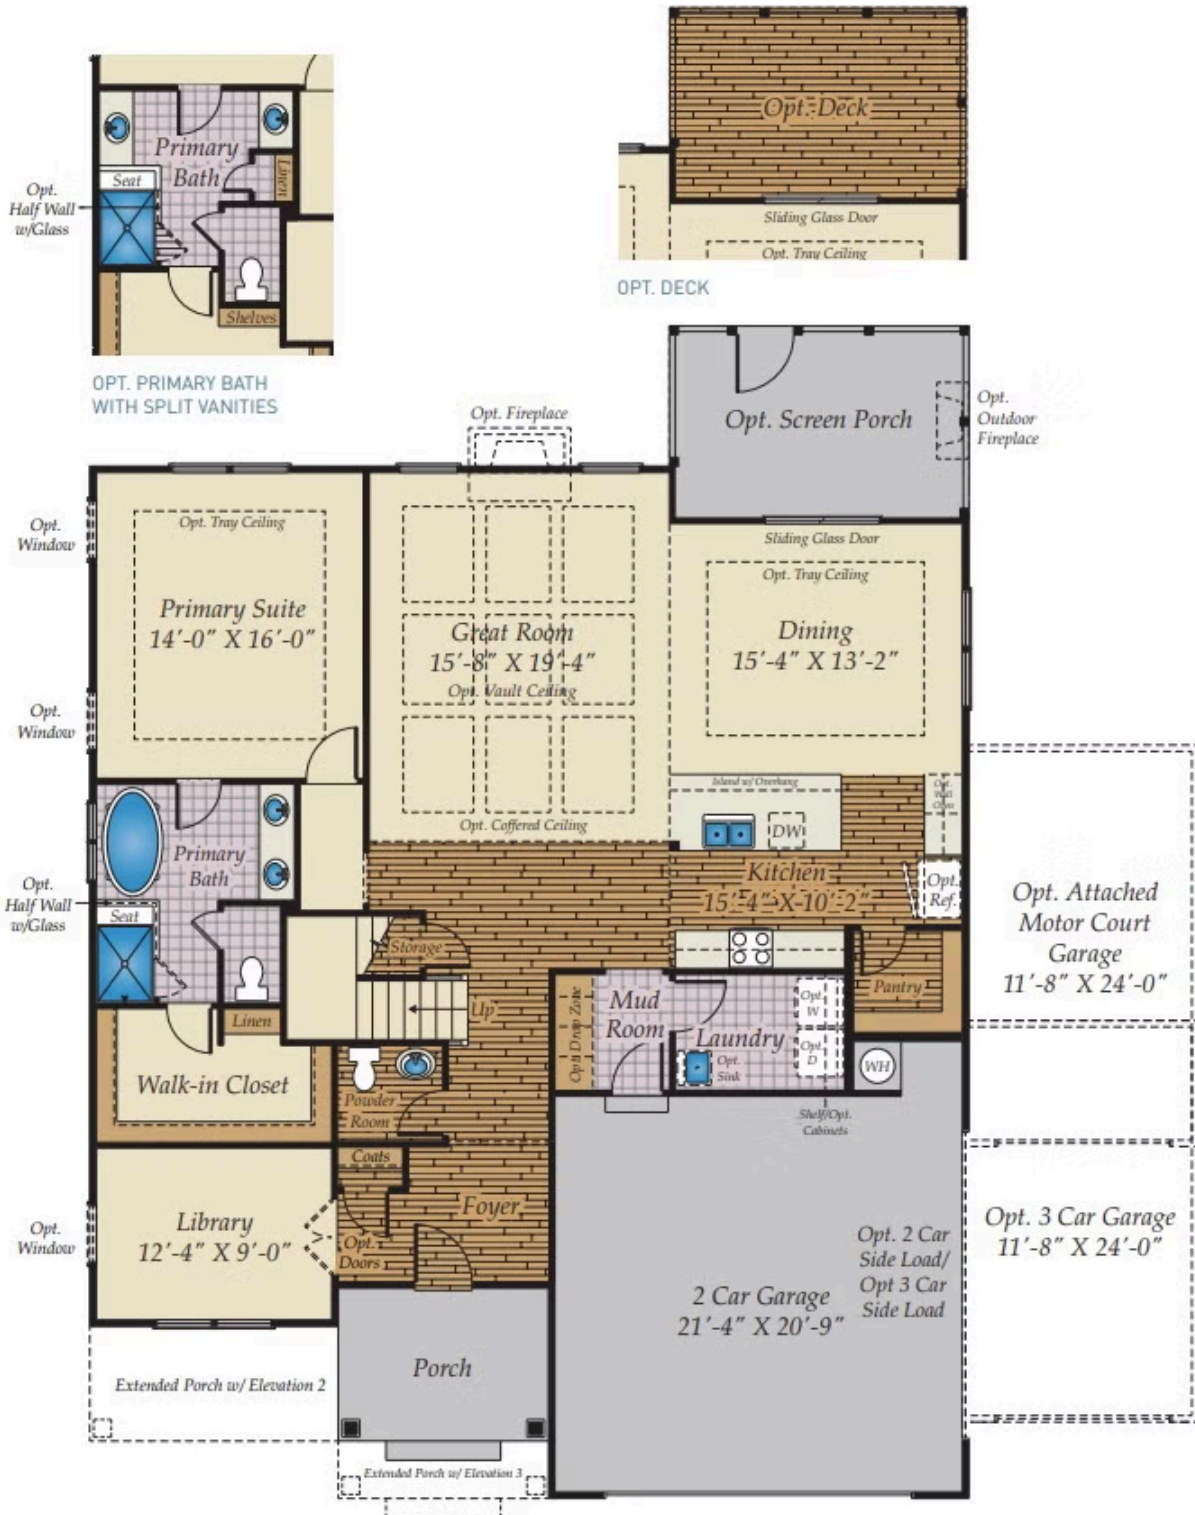 Opt. Deck
Sliding Glass Door
Opt. Tray Ceiling
OPT. DECK
Primary
Bath
Linen
Seat
Opt.
Half Wall
w/Glass
Shelves
OPT. PRIMARY BATH
WITH SPLIT VANITIES
Opt. Fireplace
Opt. Screen Porch
Opt.
Outdoor
Fireplace
Opt.
Window
Opt. Tray Ceiling
Primary Suite
14'-0" X 16'-0"
Opt.
Window
Great Room
15'-8" X 19'-4"
Opt. Vault Ceiling
Opt. Coffered Ceiling
Sliding Glass Door
Opt. Tray Ceiling
Dining
15'-4" X 13'-2"
Island w/ Overhang
DW
Opt.
Wall
Oven
Kitchen
15'-4" X 10'-2"
Opt.
Ref.
Primary
Bath
Opt.
Half Wall
w/Glass
Seat
Storage
Up
Linen
Walk-in Closet
Powder
Room
Coats
Opt. Drop Zone
Mud
Room
Laundry
Opt.
Sink
Opt.
W
Opt.
D
Pantry
WH
Shelf/Opt.
Cabinets
Opt. Attached
Motor Court
Garage
11'-8" X 24'-0"
Opt.
Window
Library
12'-4" X 9'-0"
Opt.
Doors
Foyer
2 Car Garage
21'-4" X 20'-9"
Opt. 2 Car
Side Load/
Opt 3 Car
Side Load
Opt. 3 Car Garage
11'-8" X 24'-0"
Porch
Extended Porch w/ Elevation 2
Extended Porch w/ Elevation 3